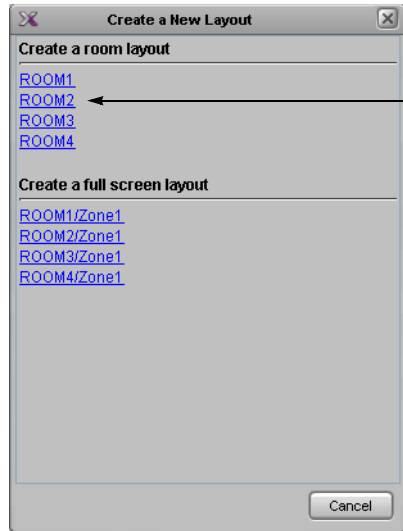 Create a New Layout
Create a room layout
ROOM1
ROOM2
ROOM3
ROOM4
Create a full screen layout
ROOM1/Zone1
ROOM2/Zone1
ROOM3/Zone1
ROOM4/Zone1
Cancel